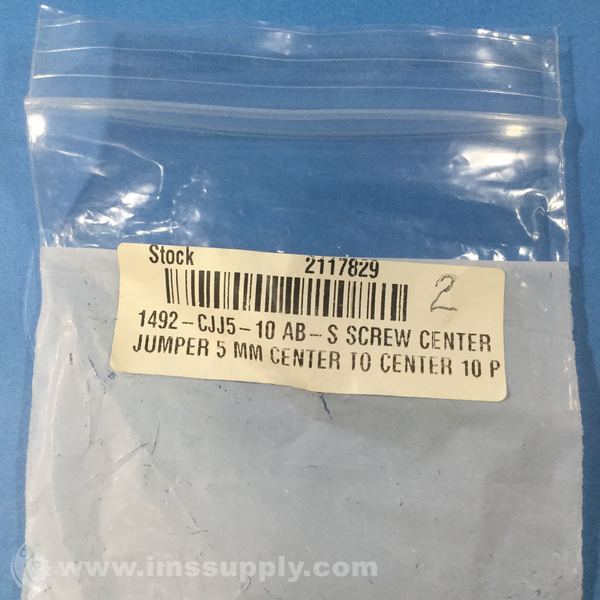 Stock 2117829
2
1492-CJJ5-10 AB-S SCREW CENTER
JUMPER 5 MM CENTER TO CENTER 10 P
www.imssupply.com